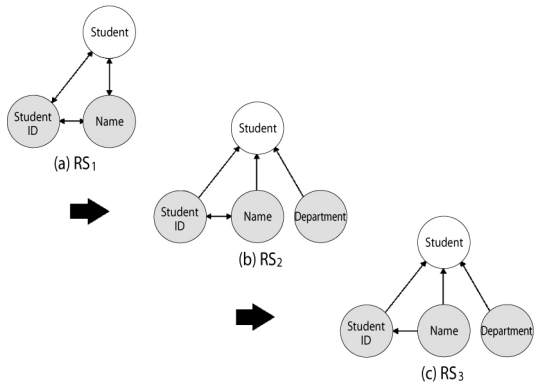 Student
Student
ID
Name
(a) RS1
Student
Student
ID
Name
Department
(b) RS2
Student
Student
ID
Name
Department
(c) RS3